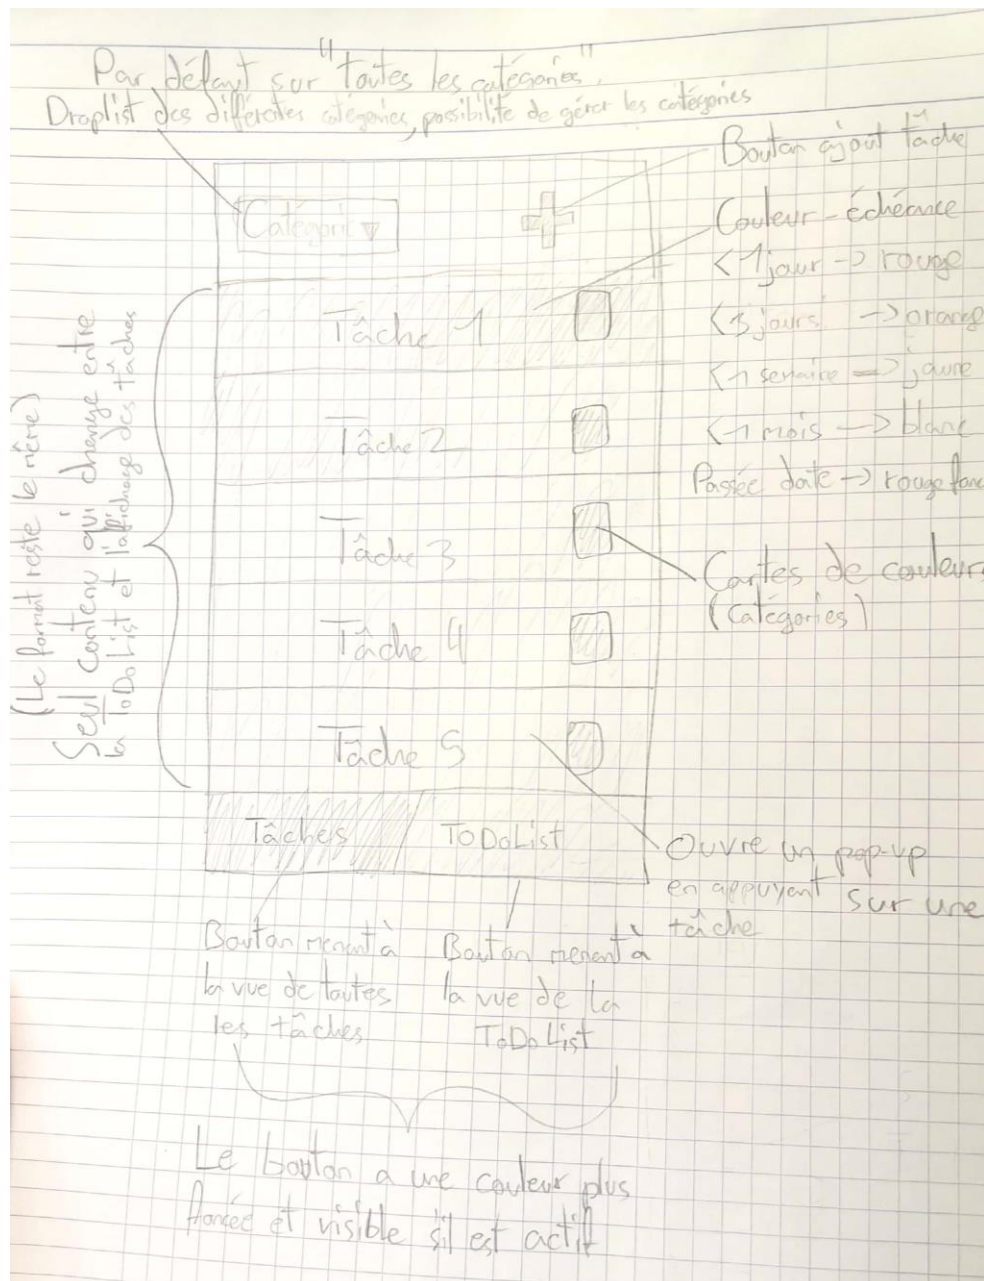 Par défaut sur "toutes les catégories".
Droplist des différentes catégories, possibilité de gérer les catégories
Bouton ajout tâche
Catégorie ▼
Couleur - échéance
<1 jour -> rouge
<3 jours -> orange
<1 semaine -> jaune
<1 mois -> blanc
Passée date -> rouge fonc
Tâche 1
Tâche 2
Tâche 3
Tâche 4
Tâche 5
Cartes de couleurs
(Catégories)
(Le format reste le même)
Seul contenu qui change entre
la ToDoList et l'affichage des tâches
Tâches
ToDoList
Ouvre un pop-up
en appuyant sur une
tâche
Bouton menant à
la vue de toutes
les tâches
Bouton menant à
la vue de la
ToDoList
Le bouton a une couleur plus
foncée et visible s'il est actif